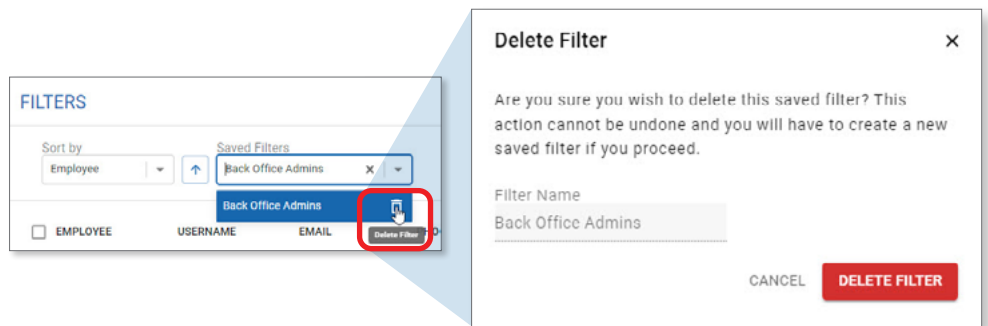 FILTERS
Sort by
Saved Filters
Employee
Back Office Admins
Back Office Admins
EMPLOYEE
USERNAME
EMAIL
Delete Filter
Delete Filter
Are you sure you wish to delete this saved filter? This
action cannot be undone and you will have to create a new
saved filter if you proceed.
Filter Name
Back Office Admins
CANCEL
DELETE FILTER